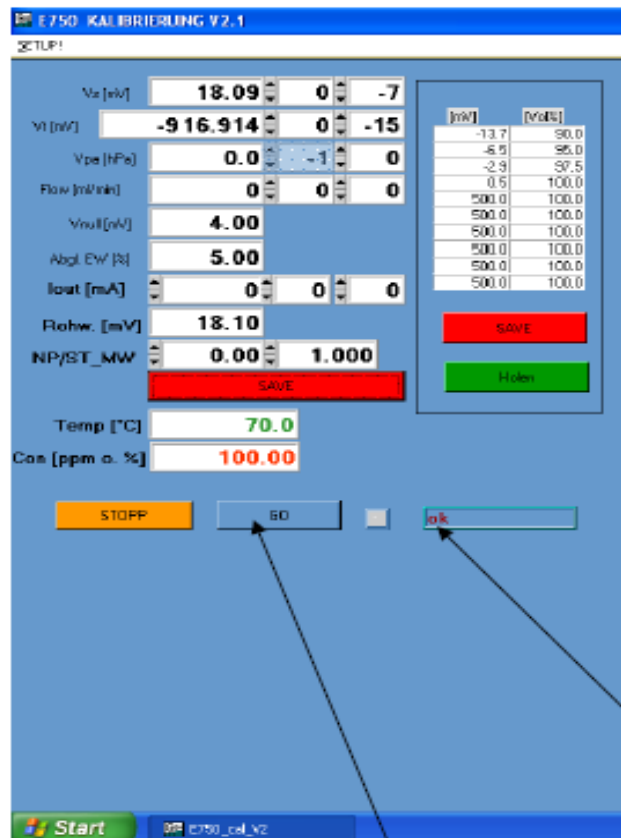 E750 KALIBRIERUNG V2.1
SETUP!
Vs [mV] 18.09 0 -7
Vt [mV] -916.914 0 -15
Vpa [hPa] 0.0 -1 0
Flow [ml/min] 0 0 0
Vnull [mV] 4.00
Abgl. EW [%] 5.00
Iout [mA] 0 0 0
Rohw. [mV] 18.10
NP/ST_MW 0.00 1.000
SAVE
Temp [°C] 70.0
Con [ppm o. %] 100.00
[mV] [Vol%]
-13.7 90.0
-6.5 95.0
-2.9 97.5
0.5 100.0
500.0 100.0
500.0 100.0
500.0 100.0
500.0 100.0
500.0 100.0
500.0 100.0
SAVE
Holen
STOPP GO ok
Start E750_cal_V2